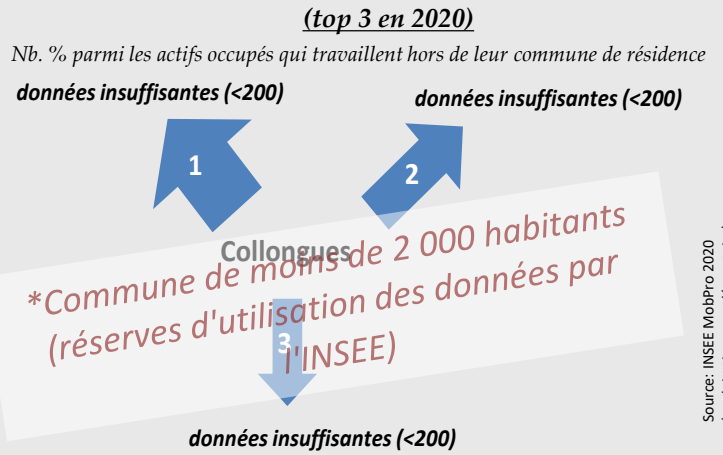 (top 3 en 2020)
Nb. % parmi les actifs occupés qui travaillent hors de leur commune de résidence
données insuffisantes (<200)
données insuffisantes (<200)
1
2
Collongues
*Commune de moins de 2 000 habitants
(réserves d'utilisation des données par
l'INSEE)
3
données insuffisantes (<200)
Source: INSEE MobPro 2020